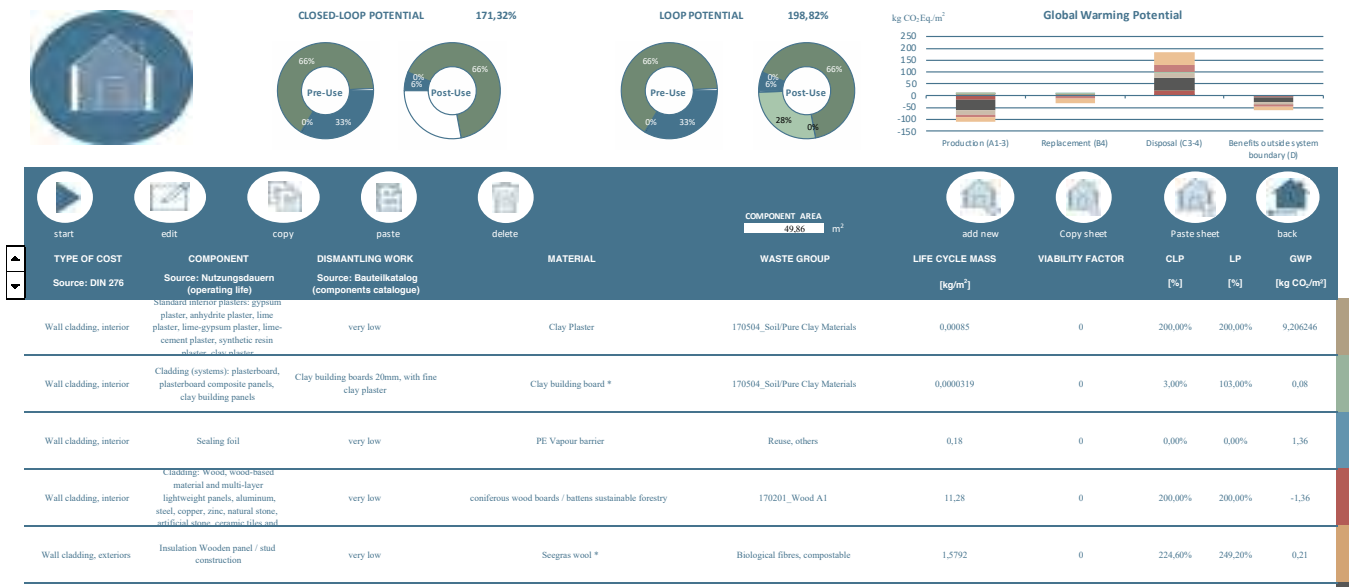 CLOSED-LOOP POTENTIAL 171,32%
66%
0%
33%
Pre-Use
0%
6%
66%
Post-Use
LOOP POTENTIAL 198,82%
66%
0%
33%
Pre-Use
0%
6%
66%
28%
0%
Post-Use
kg CO₂Eq./m²
Global Warming Potential
250
200
150
100
50
0
-50
-100
-150
Production (A1-3)
Replacement (B4)
Disposal (C3-4)
Benefits outside system
boundary (D)
start
edit
copy
paste
delete
COMPONENT AREA
49,86 m²
add new
Copy sheet
Paste sheet
back
TYPE OF COST COMPONENT DISMANTLING WORK MATERIAL WASTE GROUP LIFE CYCLE MASS VIABILITY FACTOR CLP LP GWP
Source: DIN 276
Source: Nutzungsdauern
(operating life)
Source: Bauteilkatalog
(components catalogue)
[kg/m²] [%] [%] [kg CO₂/m²]
Wall cladding, interior
Standard interior plasters: gypsum
plaster, anhydrite plaster, lime
plaster, lime-gypsum plaster, lime-
cement plaster, synthetic resin
plaster, clay plaster
very low
Clay Plaster
170504_Soil/Pure Clay Materials
0,00085
0
200,00%
200,00%
9,206246
Wall cladding, interior
Cladding (systems): plasterboard,
plasterboard composite panels,
clay building panels
Clay building boards 20mm, with fine
clay plaster
Clay building board *
170504_Soil/Pure Clay Materials
0,0000319
0
3,00%
103,00%
0,08
Wall cladding, interior
Sealing foil
very low
PE Vapour barrier
Reuse, others
0,18
0
0,00%
0,00%
1,36
Wall cladding, interior
Cladding: Wood, wood-based
material and multi-layer
lightweight panels, aluminum,
steel, copper, zinc, natural stone,
artificial stone, ceramic tiles and
very low
coniferous wood boards / battens sustainable forestry
170201_Wood A1
11,28
0
200,00%
200,00%
-1,36
Wall cladding, exteriors
Insulation Wooden panel / stud
construction
very low
Seegras wool *
Biological fibres, compostable
1,5792
0
224,60%
249,20%
0,21